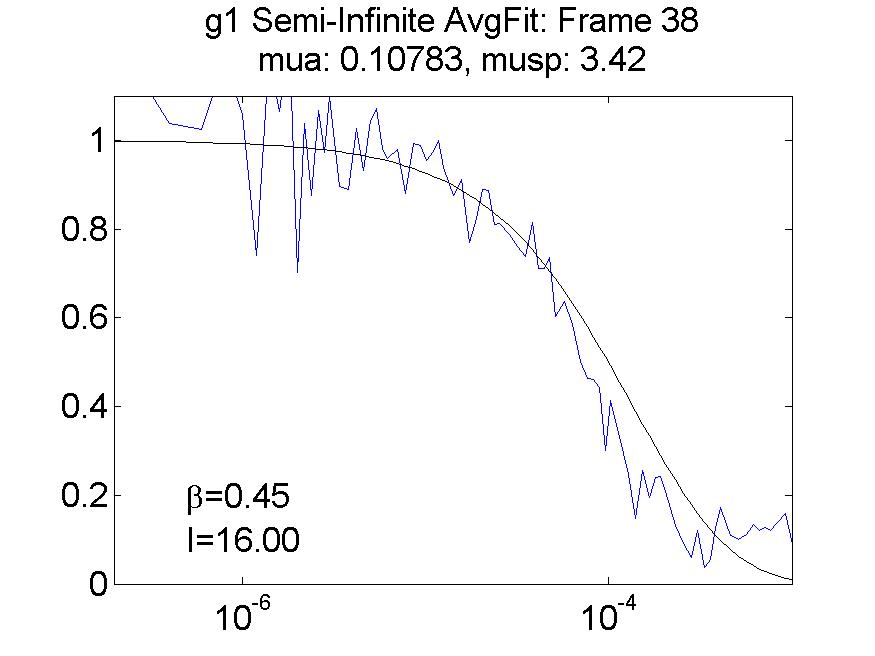 g1 Semi-Infinite AvgFit: Frame 38
mua: 0.10783, musp: 3.42
1
0.8
0.6
0.4
0.2
0
β=0.45
I=16.00
10^-6
10^-4